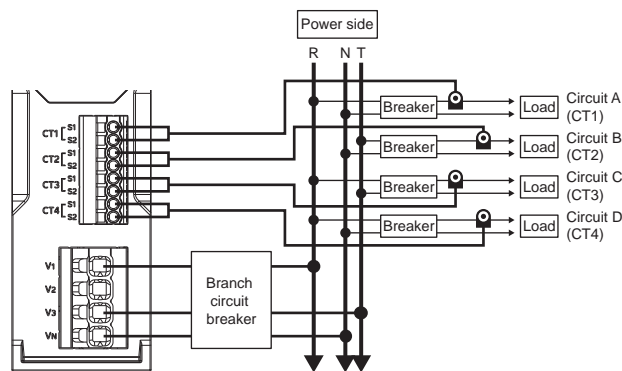 Power side
R N T
CT1 S1
S2
CT2 S1
S2
CT3 S1
S2
CT4 S1
S2
Breaker
Load
Circuit A
(CT1)
Breaker
Load
Circuit B
(CT2)
Breaker
Load
Circuit C
(CT3)
Breaker
Load
Circuit D
(CT4)
V1
V2
V3
VN
Branch
circuit
breaker